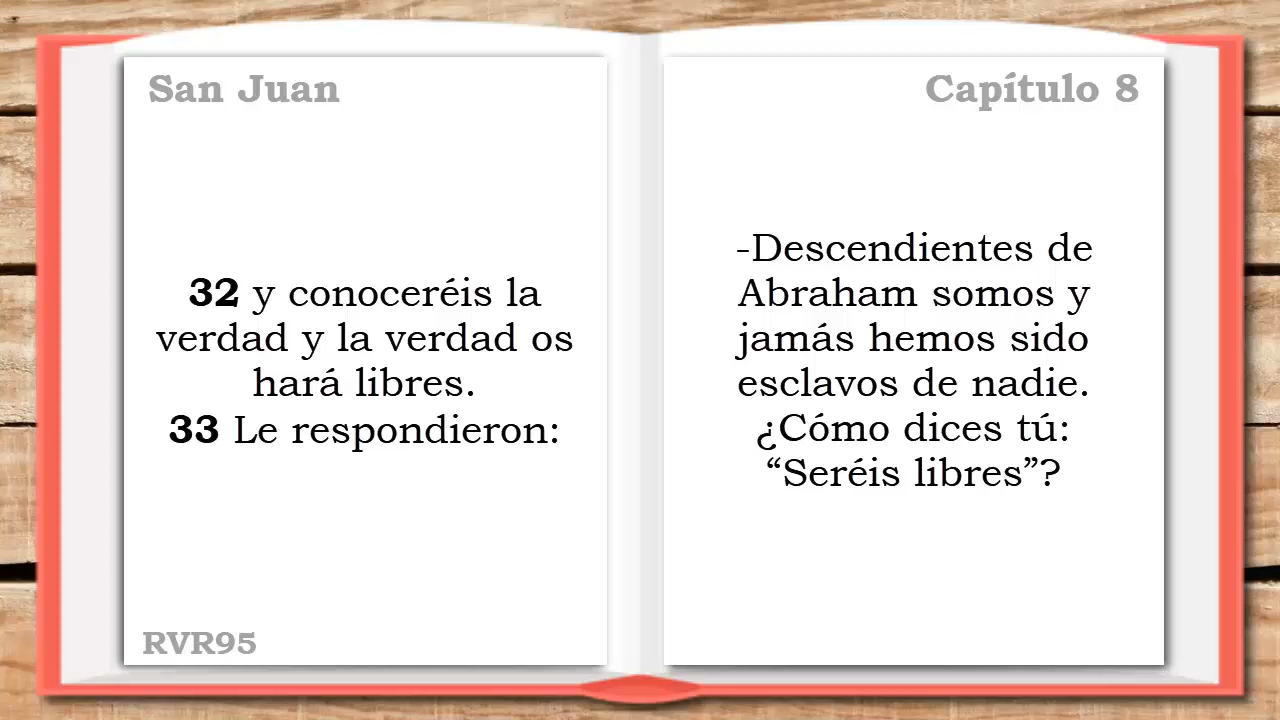 San Juan
32 y conoceréis la
verdad y la verdad os
hará libres.
33 Le respondieron:
RVR95
Capítulo 8
-Descendientes de
Abraham somos y
jamás hemos sido
esclavos de nadie.
¿Cómo dices tú:
“Seréis libres”?